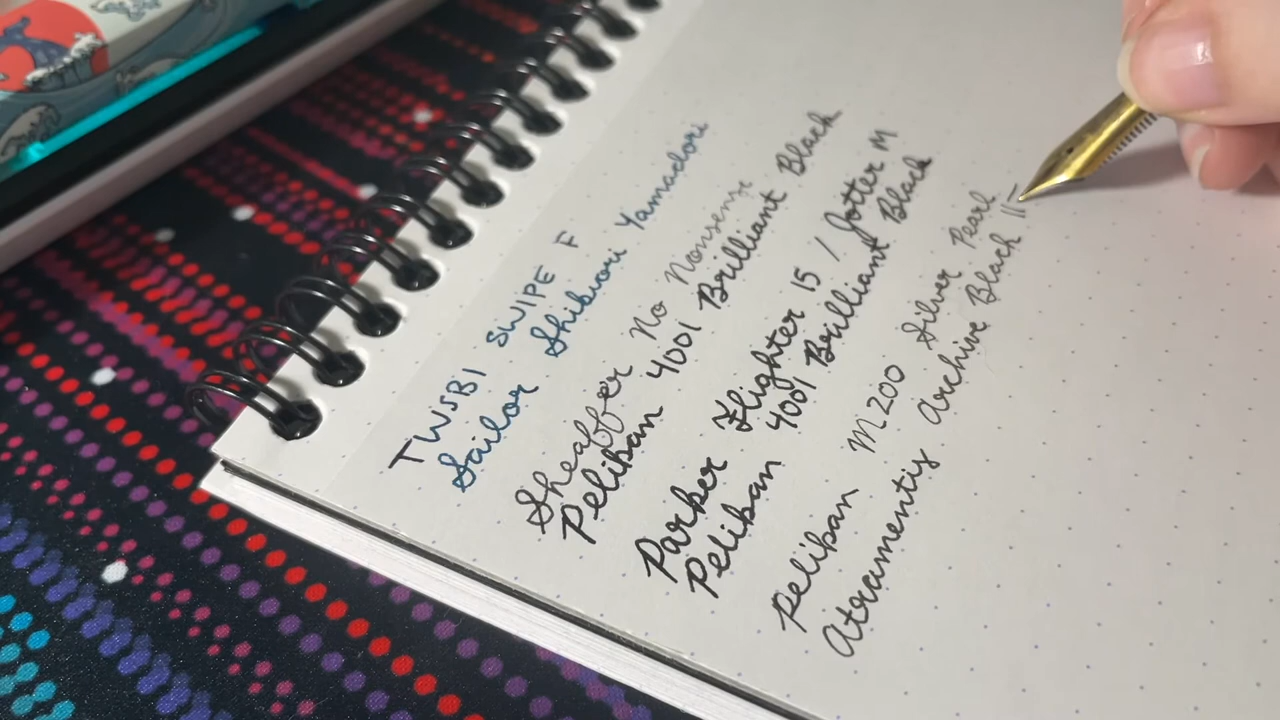 TWSBI SWIPE F
Sailor Shikiori Yamadori
Sheaffer No Nonsense
Pelikan 4001 Brilliant Black
Parker Flighter 15 / Jotter M
Pelikan 4001 Brilliant Black
Pelikan M200 Silver Pearl
Atramentis Archive Black